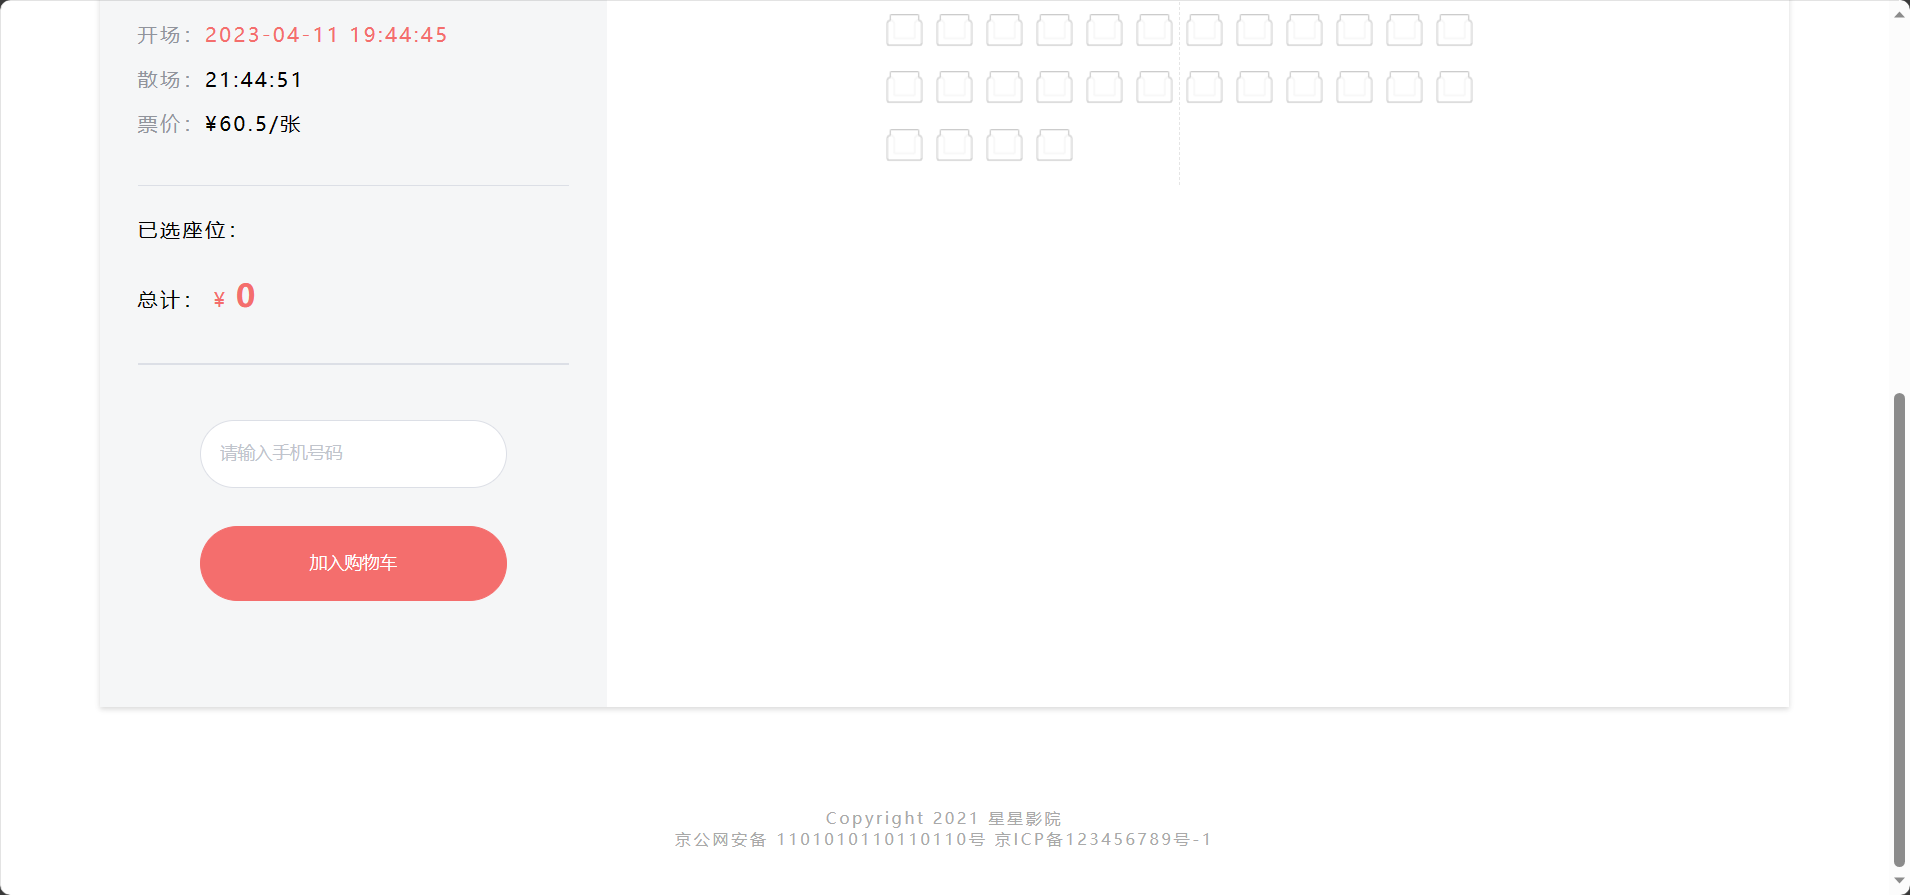 开场：2023-04-11 19:44:45
散场：21:44:51
票价：¥60.5/张
已选座位：
总计：¥ 0
请输入手机号码
加入购物车
Copyright 2021 星星影院
京公网安备 1101010110110110号 京ICP备123456789号-1